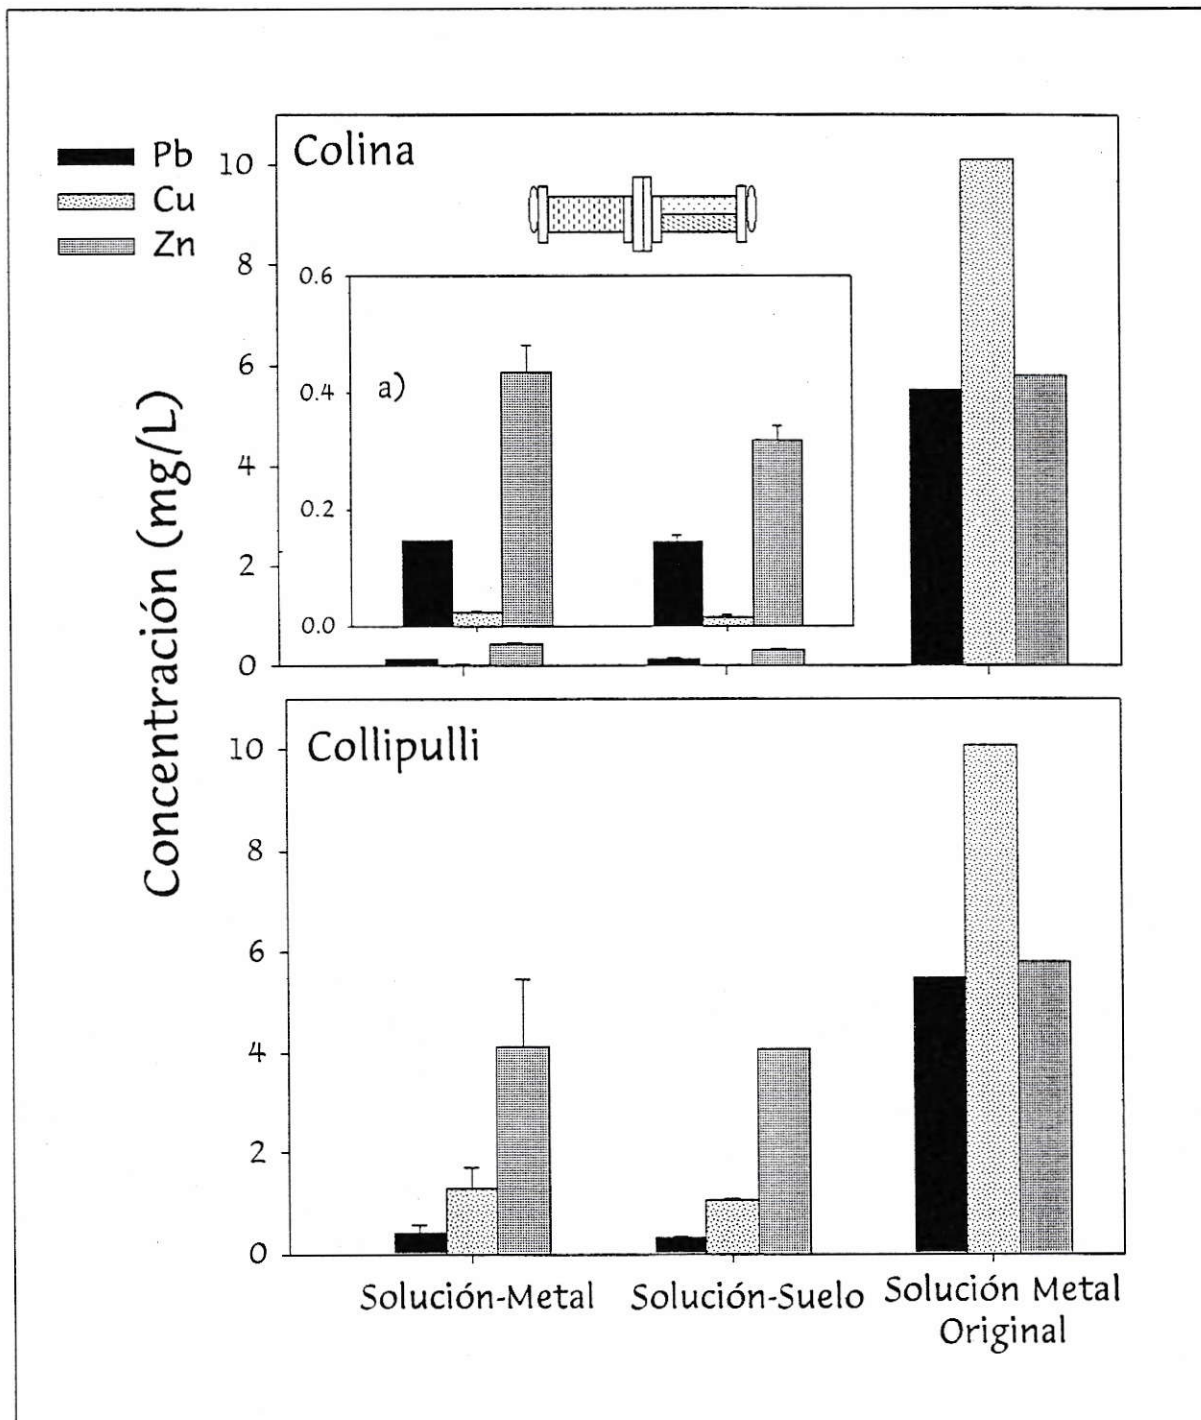 Pb
Cu
Zn
Concentración (mg/L)
Colina
10
8
6
4
2
0
a)
0.6
0.4
0.2
0.0
Collipulli
10
8
6
4
2
0
Solución-Metal
Solución-Suelo
Solución Metal
Original